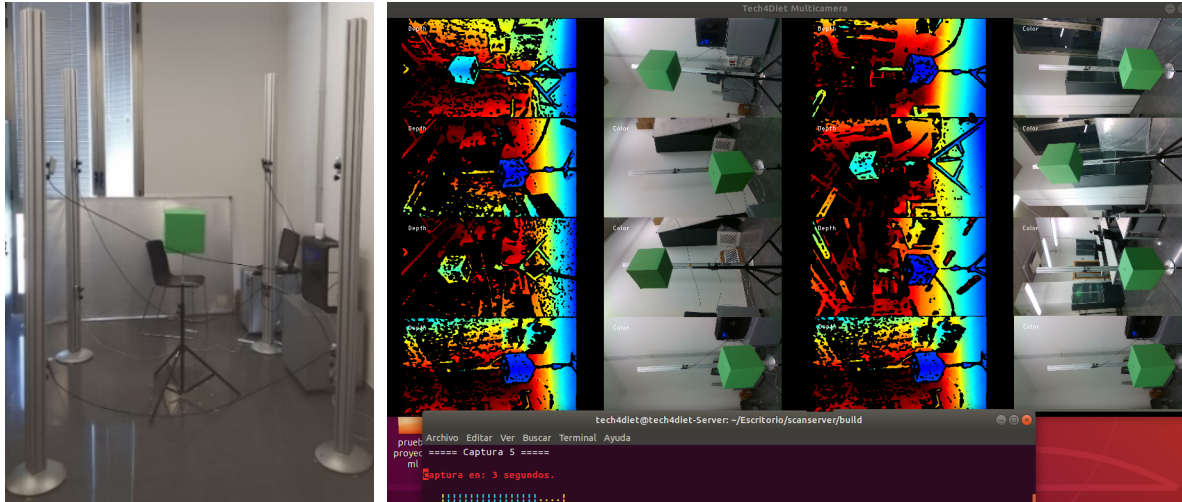 Tech4Diet Multicamera
Depth
Color
Depth
Color
Depth
Color
Depth
Color
Depth
Color
Depth
Color
Depth
Color
Depth
Color
tech4diet@tech4diet-Server: ~/Escritorio/scanserver/build
Archivo Editar Ver Buscar Terminal Ayuda
prueb
proyec
ml
===== Captura 5 =====
Captura en: 3 segundos.